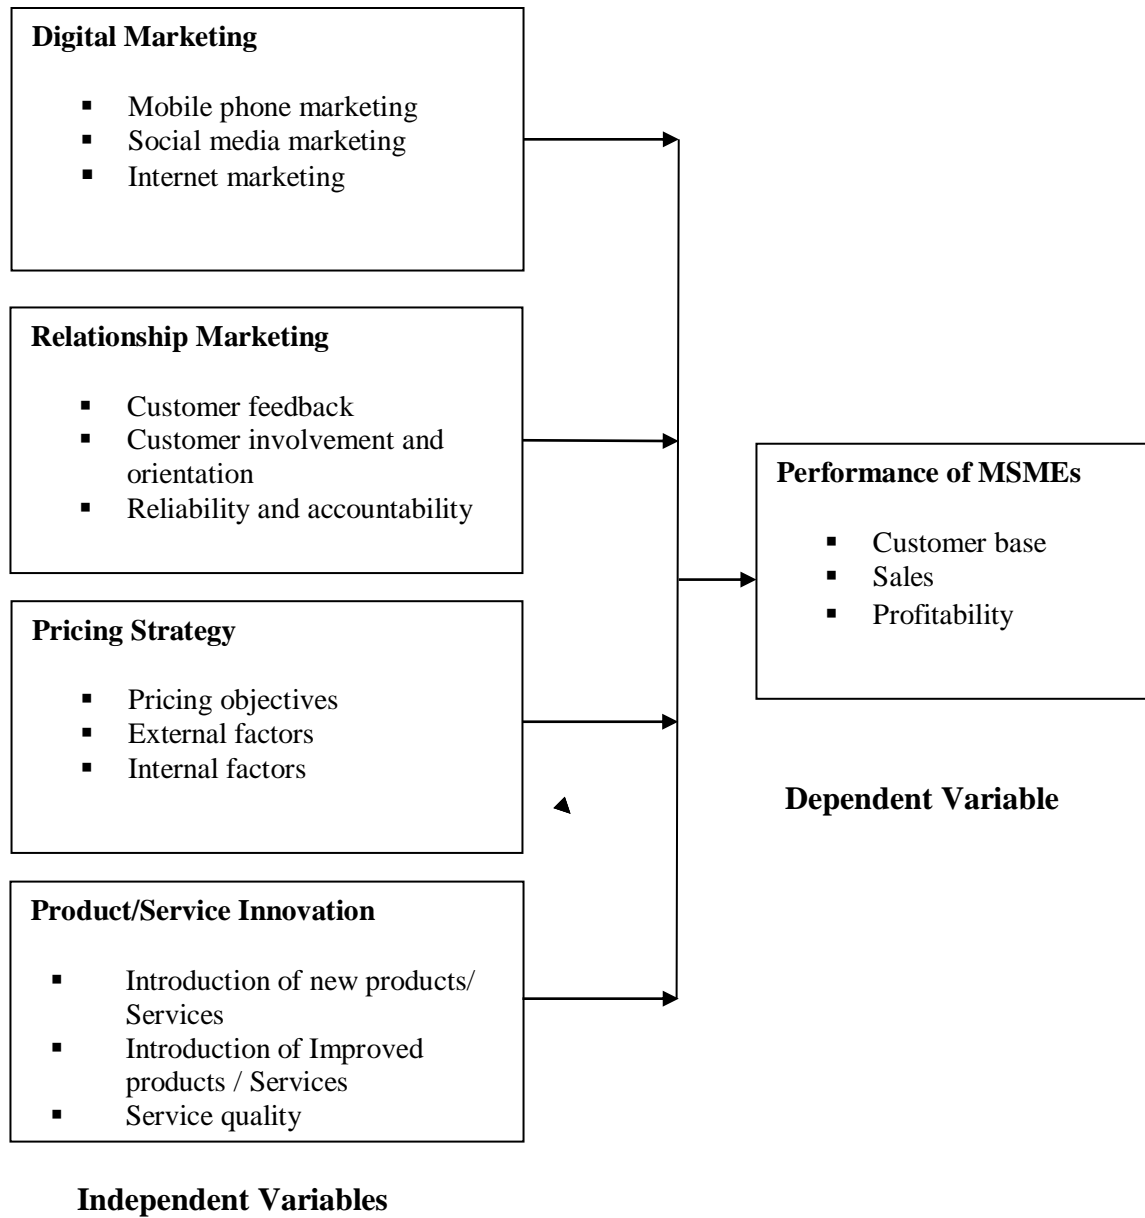 Digital Marketing
▪ Mobile phone marketing
▪ Social media marketing
▪ Internet marketing
Relationship Marketing
▪ Customer feedback
▪ Customer involvement and
orientation
▪ Reliability and accountability
Pricing Strategy
▪ Pricing objectives
▪ External factors
▪ Internal factors
Product/Service Innovation
▪ Introduction of new products/
Services
▪ Introduction of Improved
products / Services
▪ Service quality
Independent Variables
Performance of MSMEs
▪ Customer base
▪ Sales
▪ Profitability
Dependent Variable